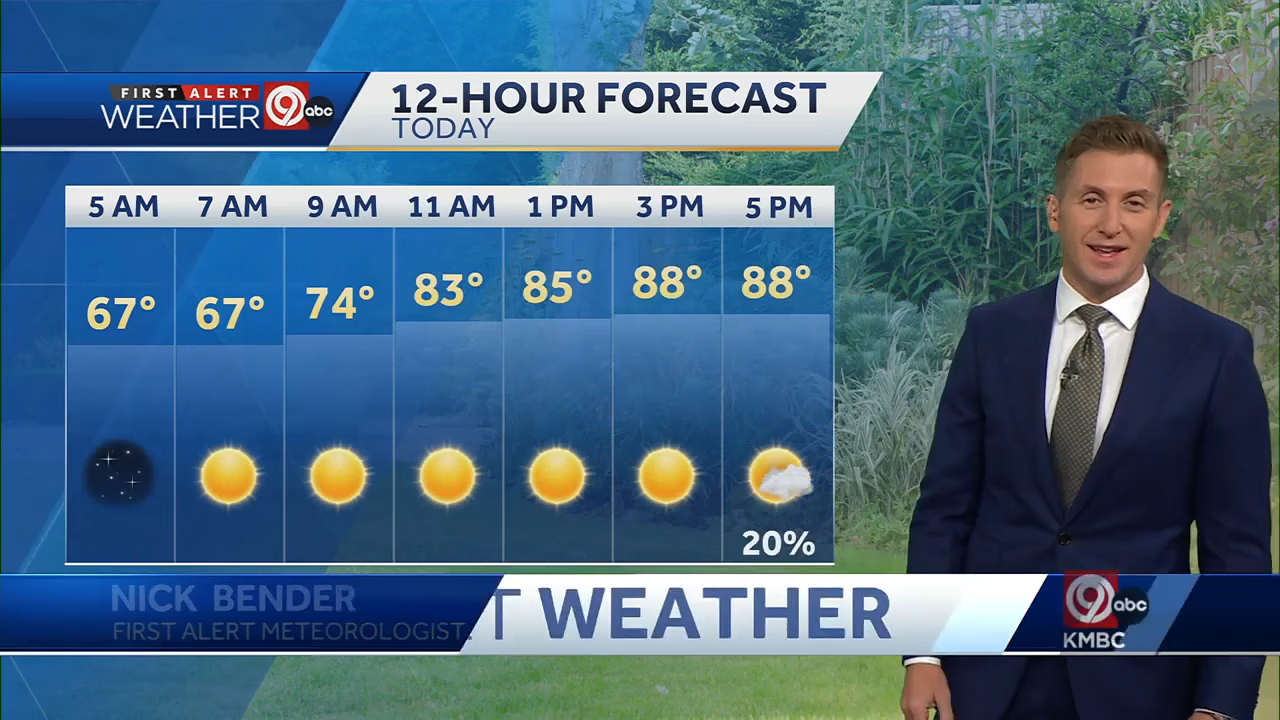 FIRST ALERT
WEATHER 9 abc
12-HOUR FORECAST
TODAY
5 AM 7 AM 9 AM 11 AM 1 PM 3 PM 5 PM
67° 67° 74° 83° 85° 88° 88°
20%
NICK BENDER
FIRST ALERT METEOROLOGIST
T WEATHER
9 abc
KMBC